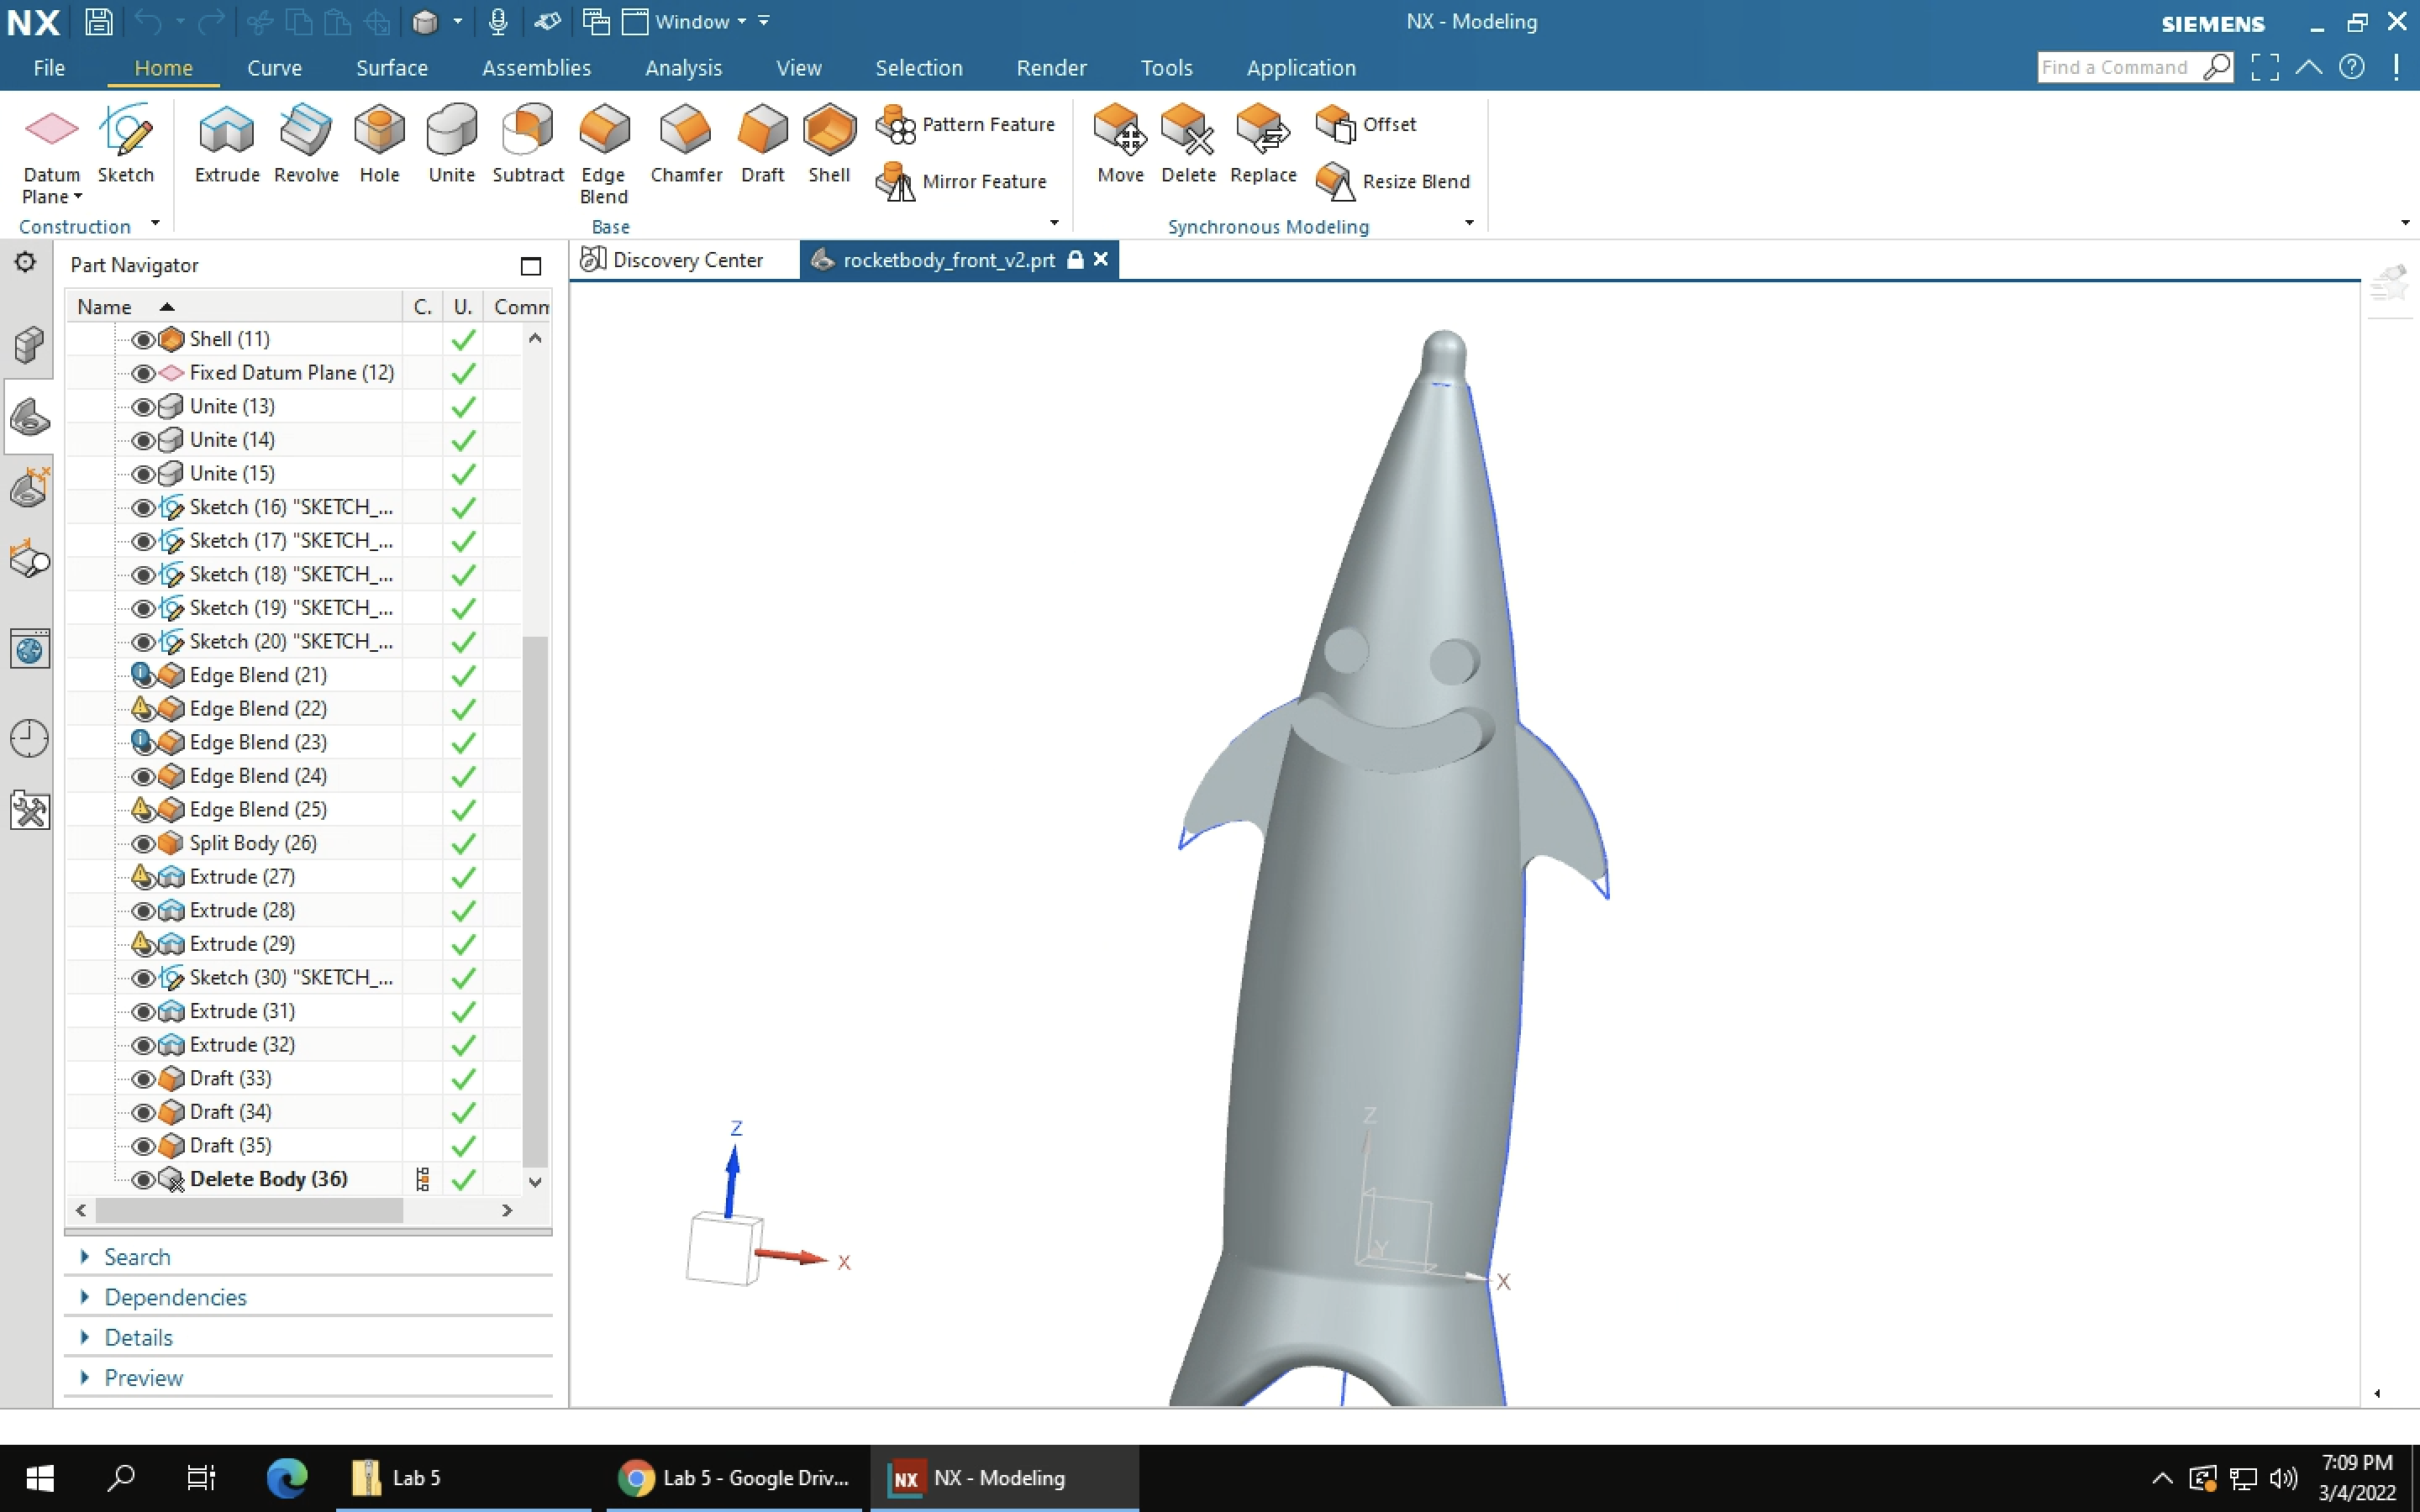 NX
Window
NX - Modeling
SIEMENS
File
Home
Curve
Surface
Assemblies
Analysis
View
Selection
Render
Tools
Application
Find a Command
Datum
Plane
Sketch
Extrude
Revolve
Hole
Unite
Subtract
Edge
Blend
Chamfer
Draft
Shell
Pattern Feature
Mirror Feature
Move
Delete
Replace
Offset
Resize Blend
Construction
Base
Synchronous Modeling
Part Navigator
Discovery Center
rocketbody_front_v2.prt
Name
C.
U.
Comm
Shell (11)
Fixed Datum Plane (12)
Unite (13)
Unite (14)
Unite (15)
Sketch (16) "SKETCH_...
Sketch (17) "SKETCH_...
Sketch (18) "SKETCH_...
Sketch (19) "SKETCH_...
Sketch (20) "SKETCH_...
Edge Blend (21)
Edge Blend (22)
Edge Blend (23)
Edge Blend (24)
Edge Blend (25)
Split Body (26)
Extrude (27)
Extrude (28)
Extrude (29)
Sketch (30) "SKETCH_...
Extrude (31)
Extrude (32)
Draft (33)
Draft (34)
Draft (35)
Delete Body (36)
Search
Dependencies
Details
Preview
Z
X
Z
Y
X
Lab 5
Lab 5 - Google Driv...
NX
NX - Modeling
7:09 PM
3/4/2022